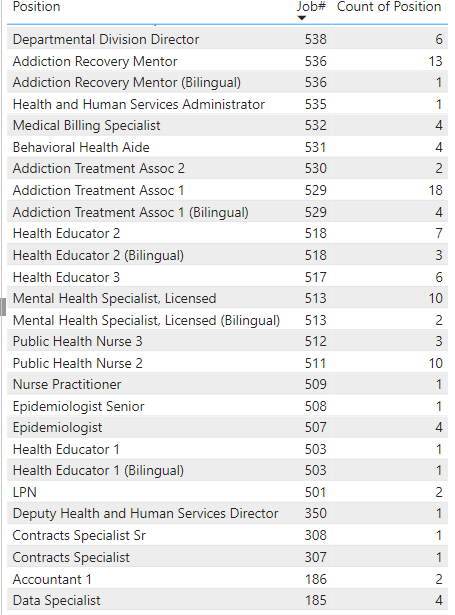 Position Job# Count of Position
Departmental Division Director 538 6
Addiction Recovery Mentor 536 13
Addiction Recovery Mentor (Bilingual) 536 1
Health and Human Services Administrator 535 1
Medical Billing Specialist 532 4
Behavioral Health Aide 531 4
Addiction Treatment Assoc 2 530 2
Addiction Treatment Assoc 1 529 18
Addiction Treatment Assoc 1 (Bilingual) 529 4
Health Educator 2 518 7
Health Educator 2 (Bilingual) 518 3
Health Educator 3 517 6
Mental Health Specialist, Licensed 513 10
Mental Health Specialist, Licensed (Bilingual) 513 2
Public Health Nurse 3 512 3
Public Health Nurse 2 511 10
Nurse Practitioner 509 1
Epidemiologist Senior 508 1
Epidemiologist 507 4
Health Educator 1 503 1
Health Educator 1 (Bilingual) 503 1
LPN 501 2
Deputy Health and Human Services Director 350 1
Contracts Specialist Sr 308 1
Contracts Specialist 307 1
Accountant 1 186 2
Data Specialist 185 4